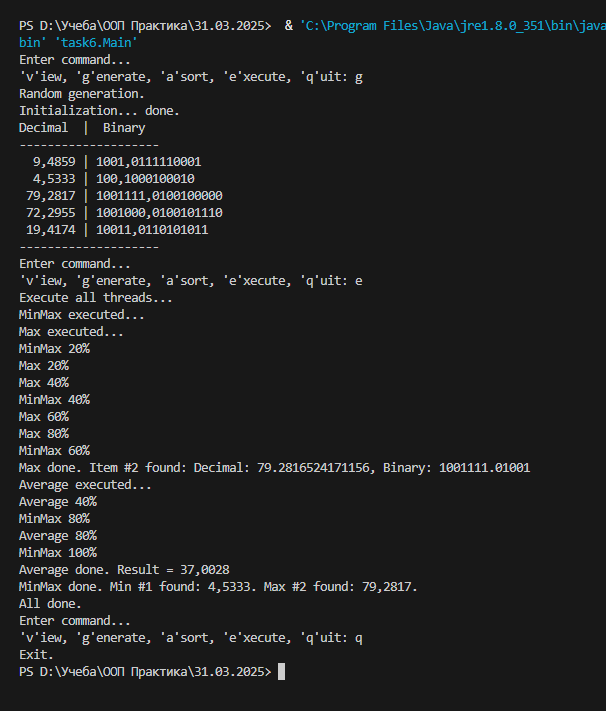 PS D:\Учеба\ООП Практика\31.03.2025>  & 'C:\Program Files\Java\jre1.8.0_351\bin\java
bin' 'task6.Main'
Enter command...
'v'iew, 'g'enerate, 'a'sort, 'e'xecute, 'q'uit: g
Random generation.
Initialization... done.
Decimal  |  Binary
--------------------
  9,4859 | 1001,0111110001
  4,5333 | 100,1000100010
 79,2817 | 1001111,0100100000
 72,2955 | 1001000,0100101110
 19,4174 | 10011,0110101011
--------------------
Enter command...
'v'iew, 'g'enerate, 'a'sort, 'e'xecute, 'q'uit: e
Execute all threads...
MinMax executed...
Max executed...
MinMax 20%
Max 20%
Max 40%
MinMax 40%
Max 60%
Max 80%
MinMax 60%
Max done. Item #2 found: Decimal: 79.2816524171156, Binary: 1001111.01001
Average executed...
Average 40%
MinMax 80%
Average 80%
MinMax 100%
Average done. Result = 37,0028
MinMax done. Min #1 found: 4,5333. Max #2 found: 79,2817.
All done.
Enter command...
'v'iew, 'g'enerate, 'a'sort, 'e'xecute, 'q'uit: q
Exit.
PS D:\Учеба\ООП Практика\31.03.2025>